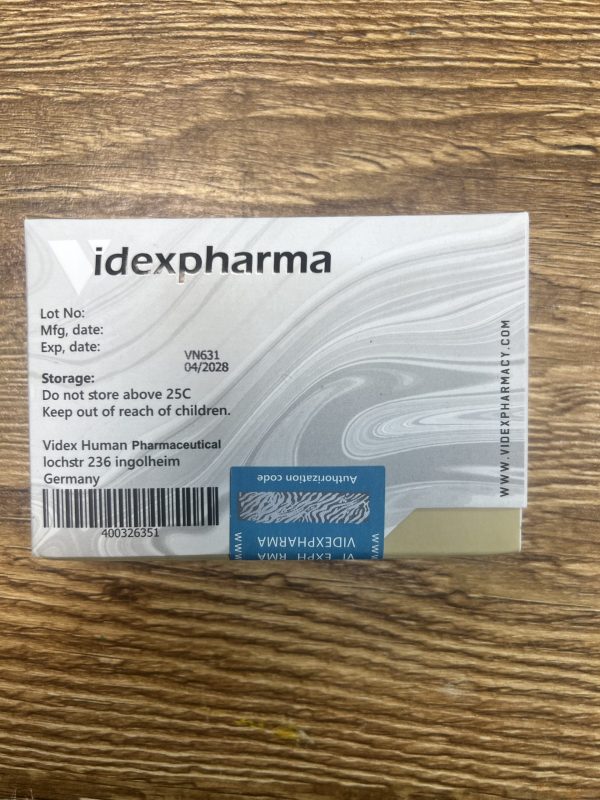 Videxpharma
Lot No:
Mfg, date:
Exp, date:
VN631
04/2028
Storage:
Do not store above 25C
Keep out of reach of children.
Videx Human Pharmaceutical
lochstr 236 ingolheim
Germany
400326351
WWW.VIDEXPHARMACY.COM
Authorization code
VIDEXPHARMA